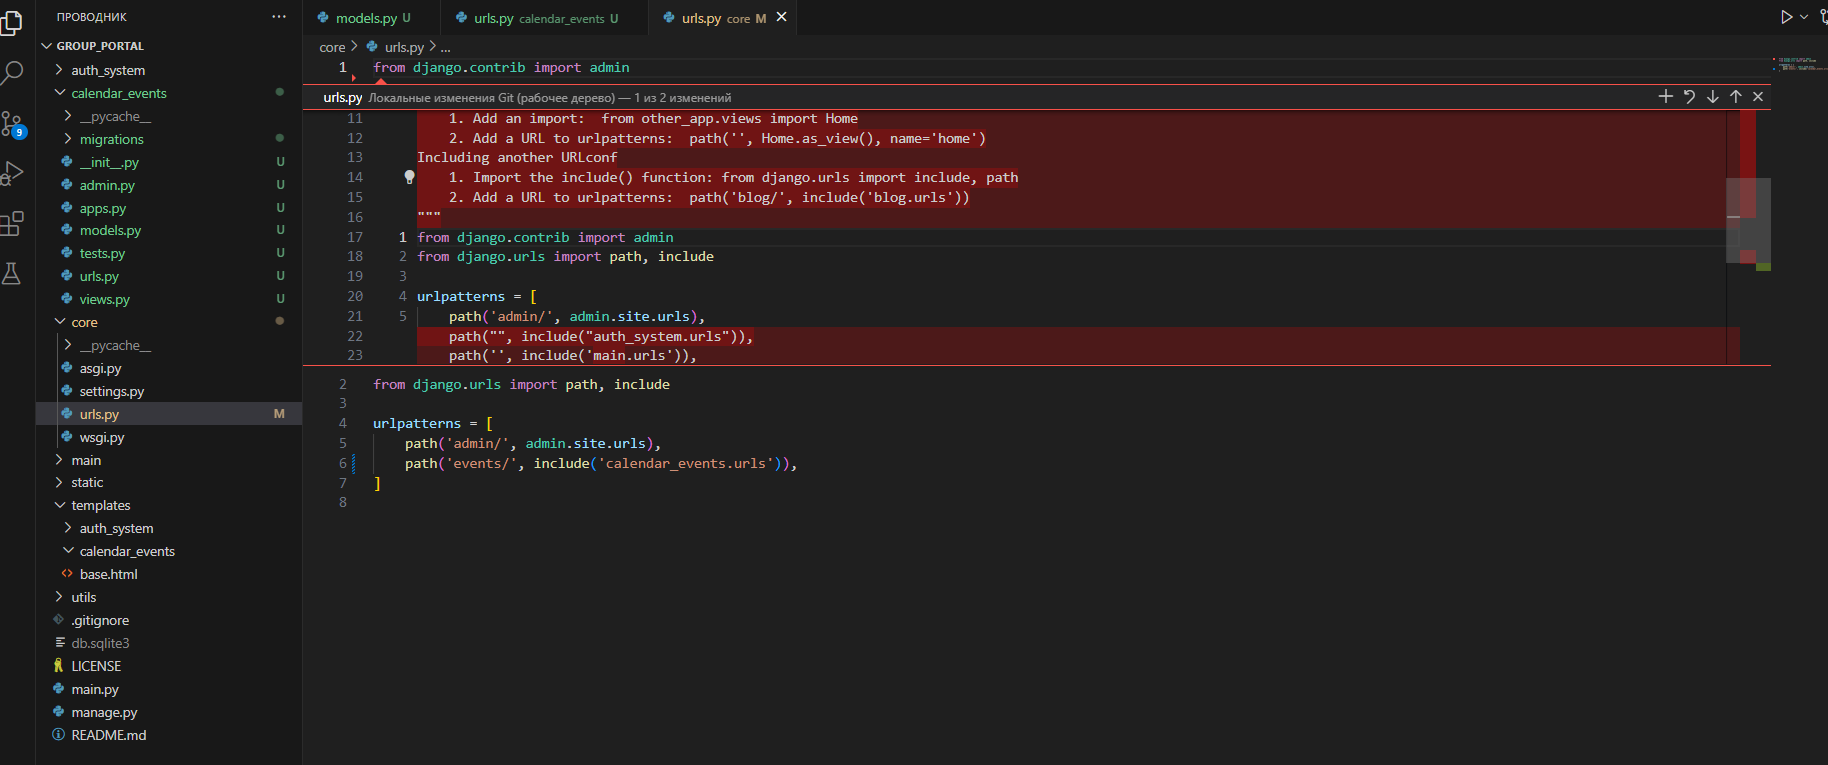 ПРОВОДНИК
GROUP_PORTAL
auth_system
calendar_events
__pycache__
migrations
__init__.py U
admin.py U
apps.py U
models.py U
tests.py U
urls.py U
views.py U
core
__pycache__
asgi.py
settings.py
urls.py M
wsgi.py
main
static
templates
auth_system
calendar_events
base.html
utils
.gitignore
db.sqlite3
LICENSE
main.py
manage.py
README.md
9
models.py U
urls.py calendar_events U
urls.py core M
core > urls.py > ...
1 from django.contrib import admin
urls.py Локальные изменения Git (рабочее дерево) — 1 из 2 изменений
11 1. Add an import:  from other_app.views import Home
12 2. Add a URL to urlpatterns:  path('', Home.as_view(), name='home')
13 Including another URLconf
14 1. Import the include() function: from django.urls import include, path
15 2. Add a URL to urlpatterns:  path('blog/', include('blog.urls'))
16 """
17 1 from django.contrib import admin
18 2 from django.urls import path, include
19 3
20 4 urlpatterns = [
21 5 path('admin/', admin.site.urls),
22 path("", include("auth_system.urls")),
23 path('', include('main.urls')),
2 from django.urls import path, include
3
4 urlpatterns = [
5 path('admin/', admin.site.urls),
6 path('events/', include('calendar_events.urls')),
7 ]
8